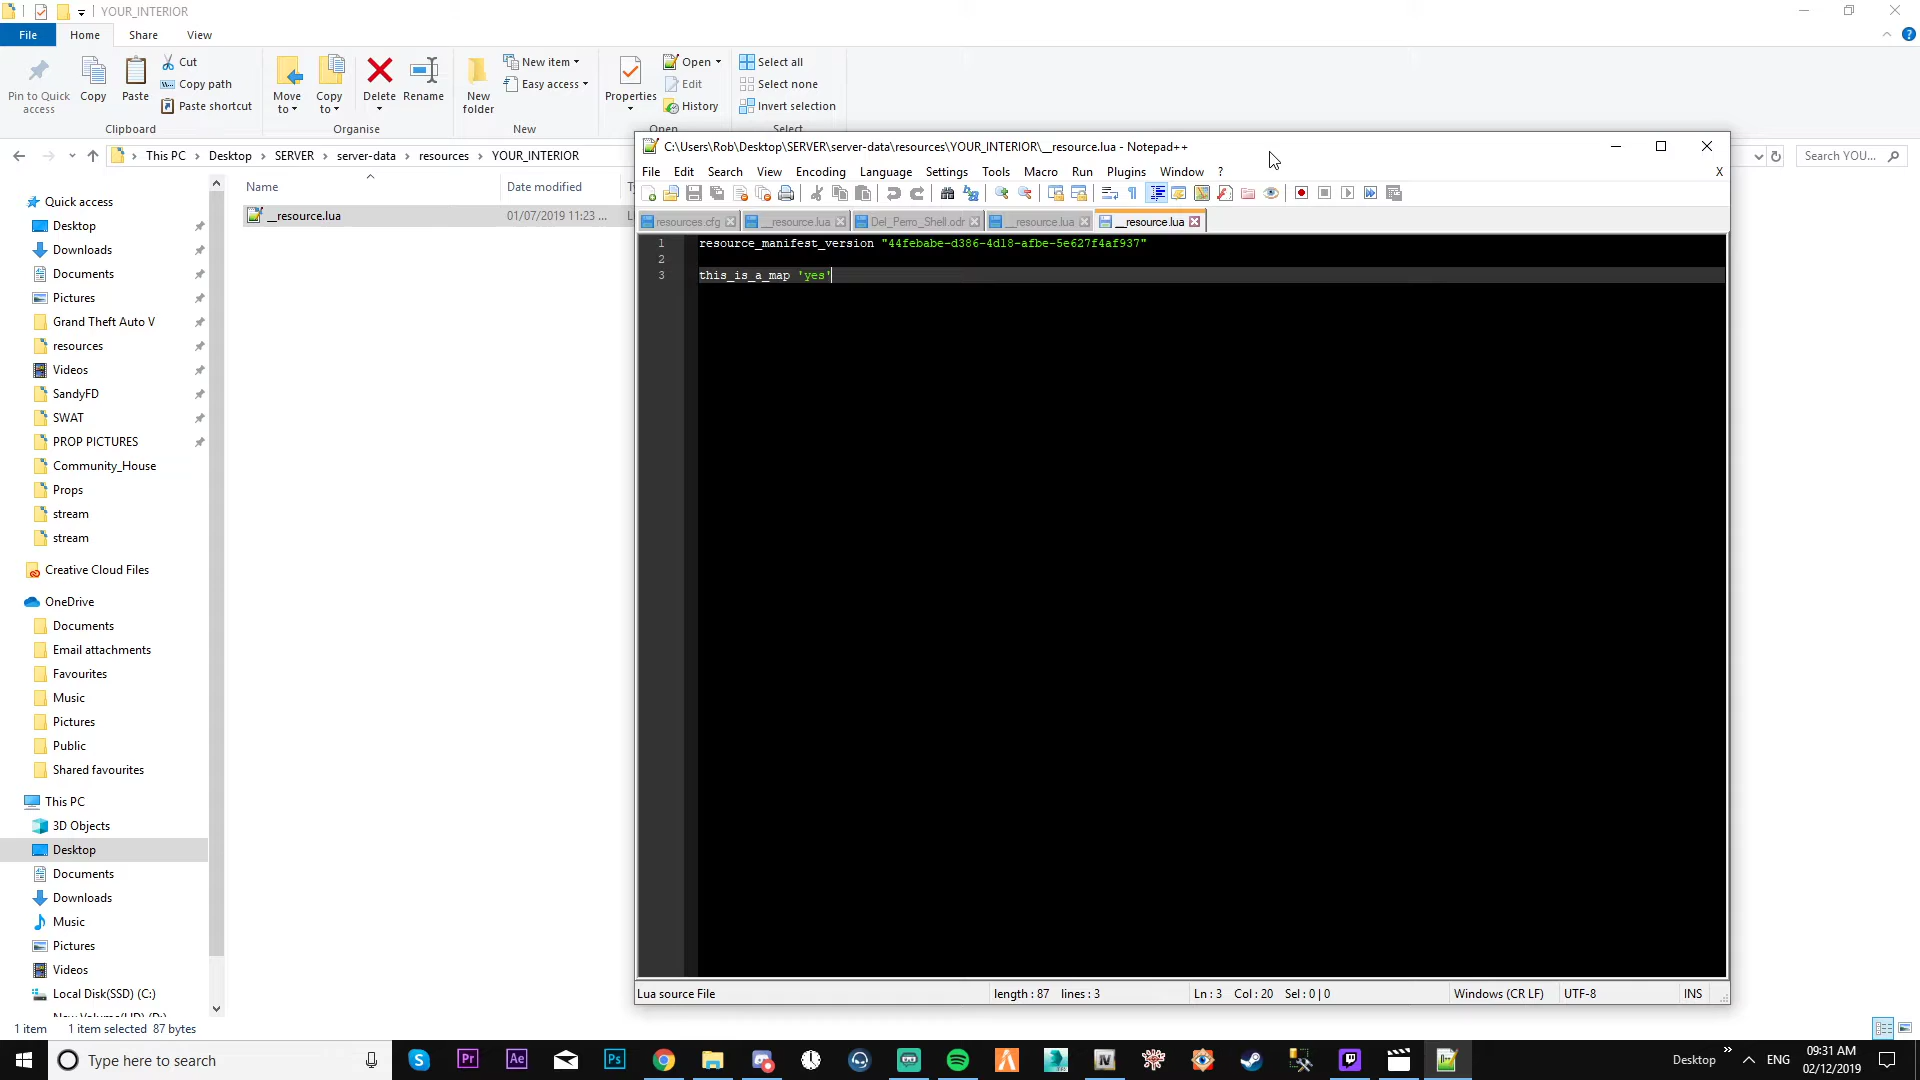 YOUR_INTERIOR
File Home Share View
Pin to Quick access
Copy
Paste
Cut
Copy path
Paste shortcut
Clipboard
Move to
Copy to
Delete
Rename
Organise
New folder
New item
Easy access
New
Properties
Open
Edit
History
Open
Select all
Select none
Invert selection
Select
This PC > Desktop > SERVER > server-data > resources > YOUR_INTERIOR
Search YOU...
Quick access
Desktop
Downloads
Documents
Pictures
Grand Theft Auto V
resources
Videos
SandyFD
SWAT
PROP PICTURES
Community_House
Props
stream
stream
Creative Cloud Files
OneDrive
Documents
Email attachments
Favourites
Music
Pictures
Public
Shared favourites
This PC
3D Objects
Desktop
Documents
Downloads
Music
Pictures
Videos
Local Disk(SSD) (C:)
Name Date modified
__resource.lua 01/07/2019 11:23 ... L
C:\Users\Rob\Desktop\SERVER\server-data\resources\YOUR_INTERIOR\__resource.lua - Notepad++
File Edit Search View Encoding Language Settings Tools Macro Run Plugins Window ? X
resources.cfg __resource.lua Del_Perro_Shell.odr __resource.lua __resource.lua
1 resource_manifest_version "44febabe-d386-4d18-afbe-5e627f4af937"
2
3 this_is_a_map 'yes'
Lua source File length : 87 lines : 3 Ln : 3 Col : 20 Sel : 0 | 0 Windows (CR LF) UTF-8 INS
1 item 1 item selected 87 bytes
Type here to search
Desktop ENG 09:31 AM
02/12/2019